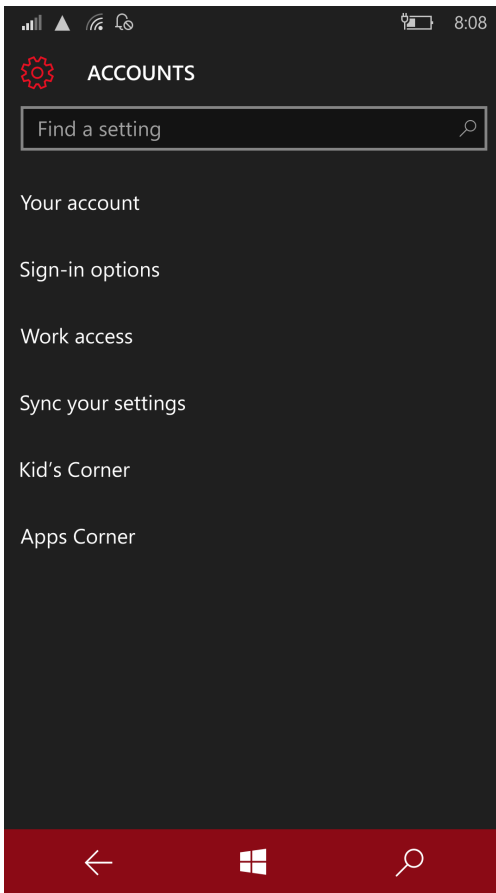 8:08
ACCOUNTS
Find a setting
Your account
Sign-in options
Work access
Sync your settings
Kid's Corner
Apps Corner